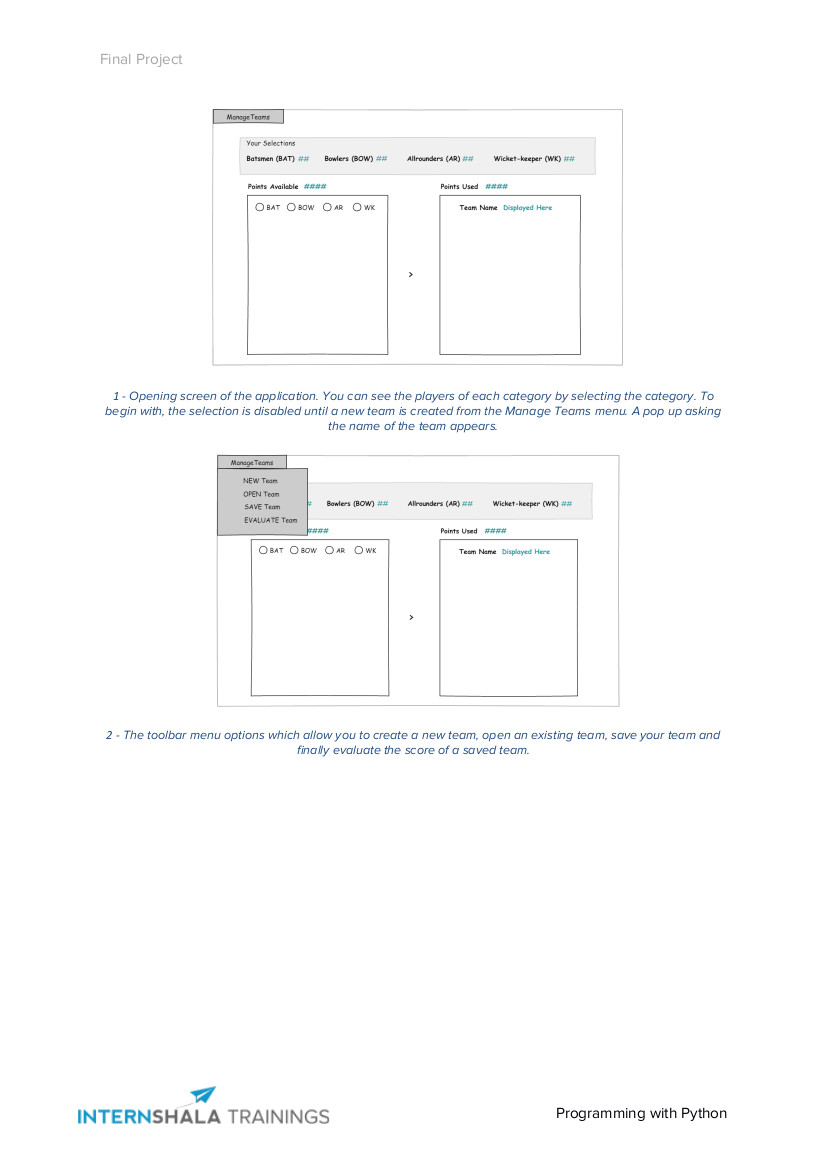 Final Project
ManageTeams
Your Selections
Batsmen (BAT) ## Bowlers (BOW) ## Allrounders (AR) ## Wicket-keeper (WK) ##
Points Available #### Points Used ####
BAT BOW AR WK Team Name Displayed Here
>
1 - Opening screen of the application. You can see the players of each category by selecting the category. To
begin with, the selection is disabled until a new team is created from the Manage Teams menu. A pop up asking
the name of the team appears.
ManageTeams
NEW Team
OPEN Team
SAVE Team
EVALUATE Team
# Bowlers (BOW) ## Allrounders (AR) ## Wicket-keeper (WK) ##
#### Points Used ####
BAT BOW AR WK Team Name Displayed Here
>
2 - The toolbar menu options which allow you to create a new team, open an existing team, save your team and
finally evaluate the score of a saved team.
INTERNSHALA TRAININGS
Programming with Python